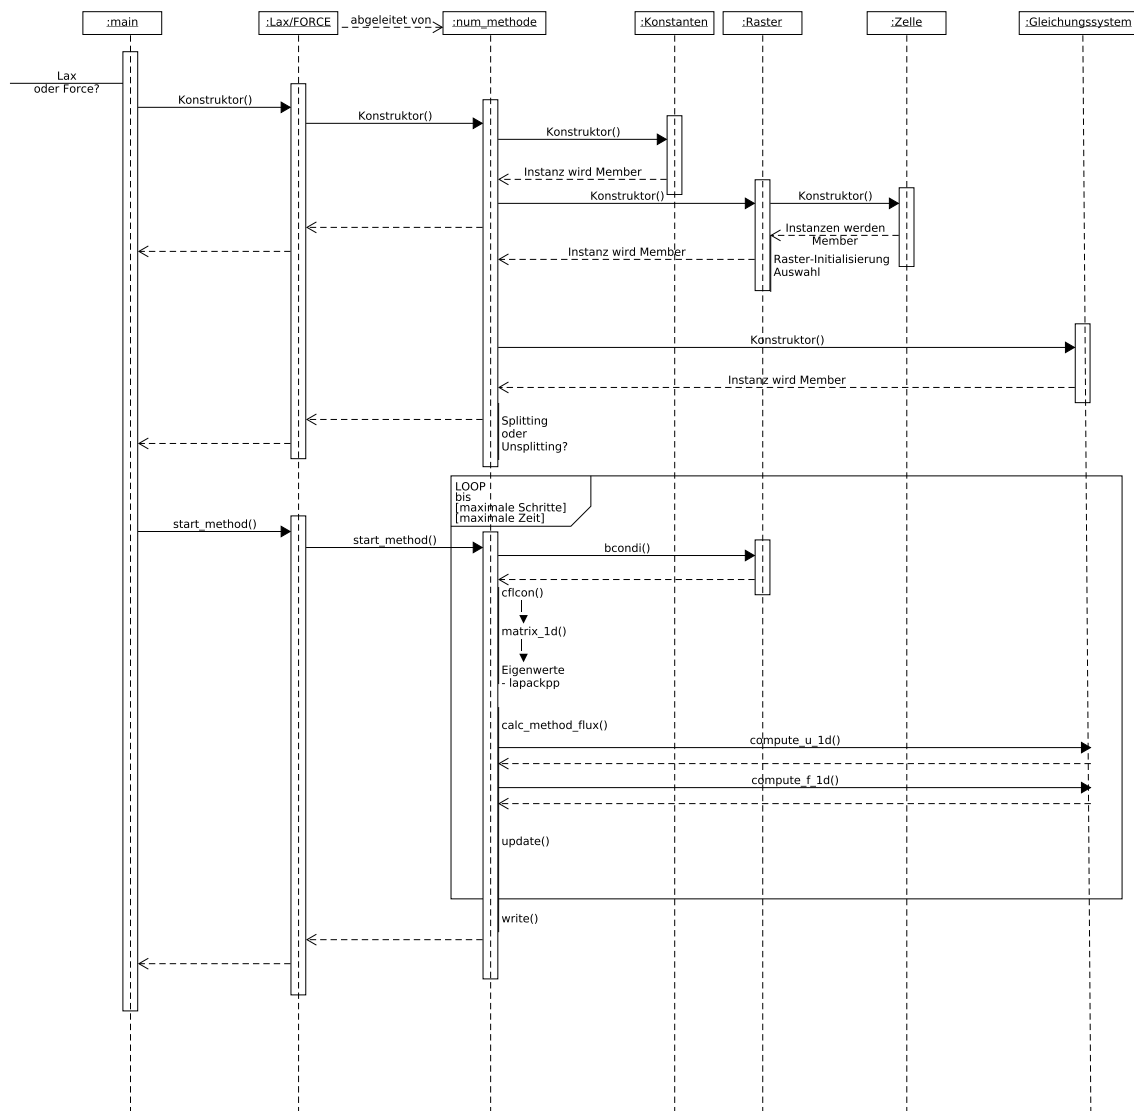 :main
:Lax/FORCE
abgeleitet von
:num_methode
:Konstanten
:Raster
:Zelle
:Gleichungssystem
Lax
oder Force?
Konstruktor()
Konstruktor()
Konstruktor()
Instanz wird Member
Konstruktor()
Konstruktor()
Instanzen werden
Member
Instanz wird Member
Raster-Initialisierung
Auswahl
Konstruktor()
Instanz wird Member
Splitting
oder
Unsplitting?
LOOP
bis
[maximale Schritte]
[maximale Zeit]
start_method()
start_method()
bcondi()
cflcon()
matrix_1d()
Eigenwerte
- lapackpp
calc_method_flux()
compute_u_1d()
compute_f_1d()
update()
write()